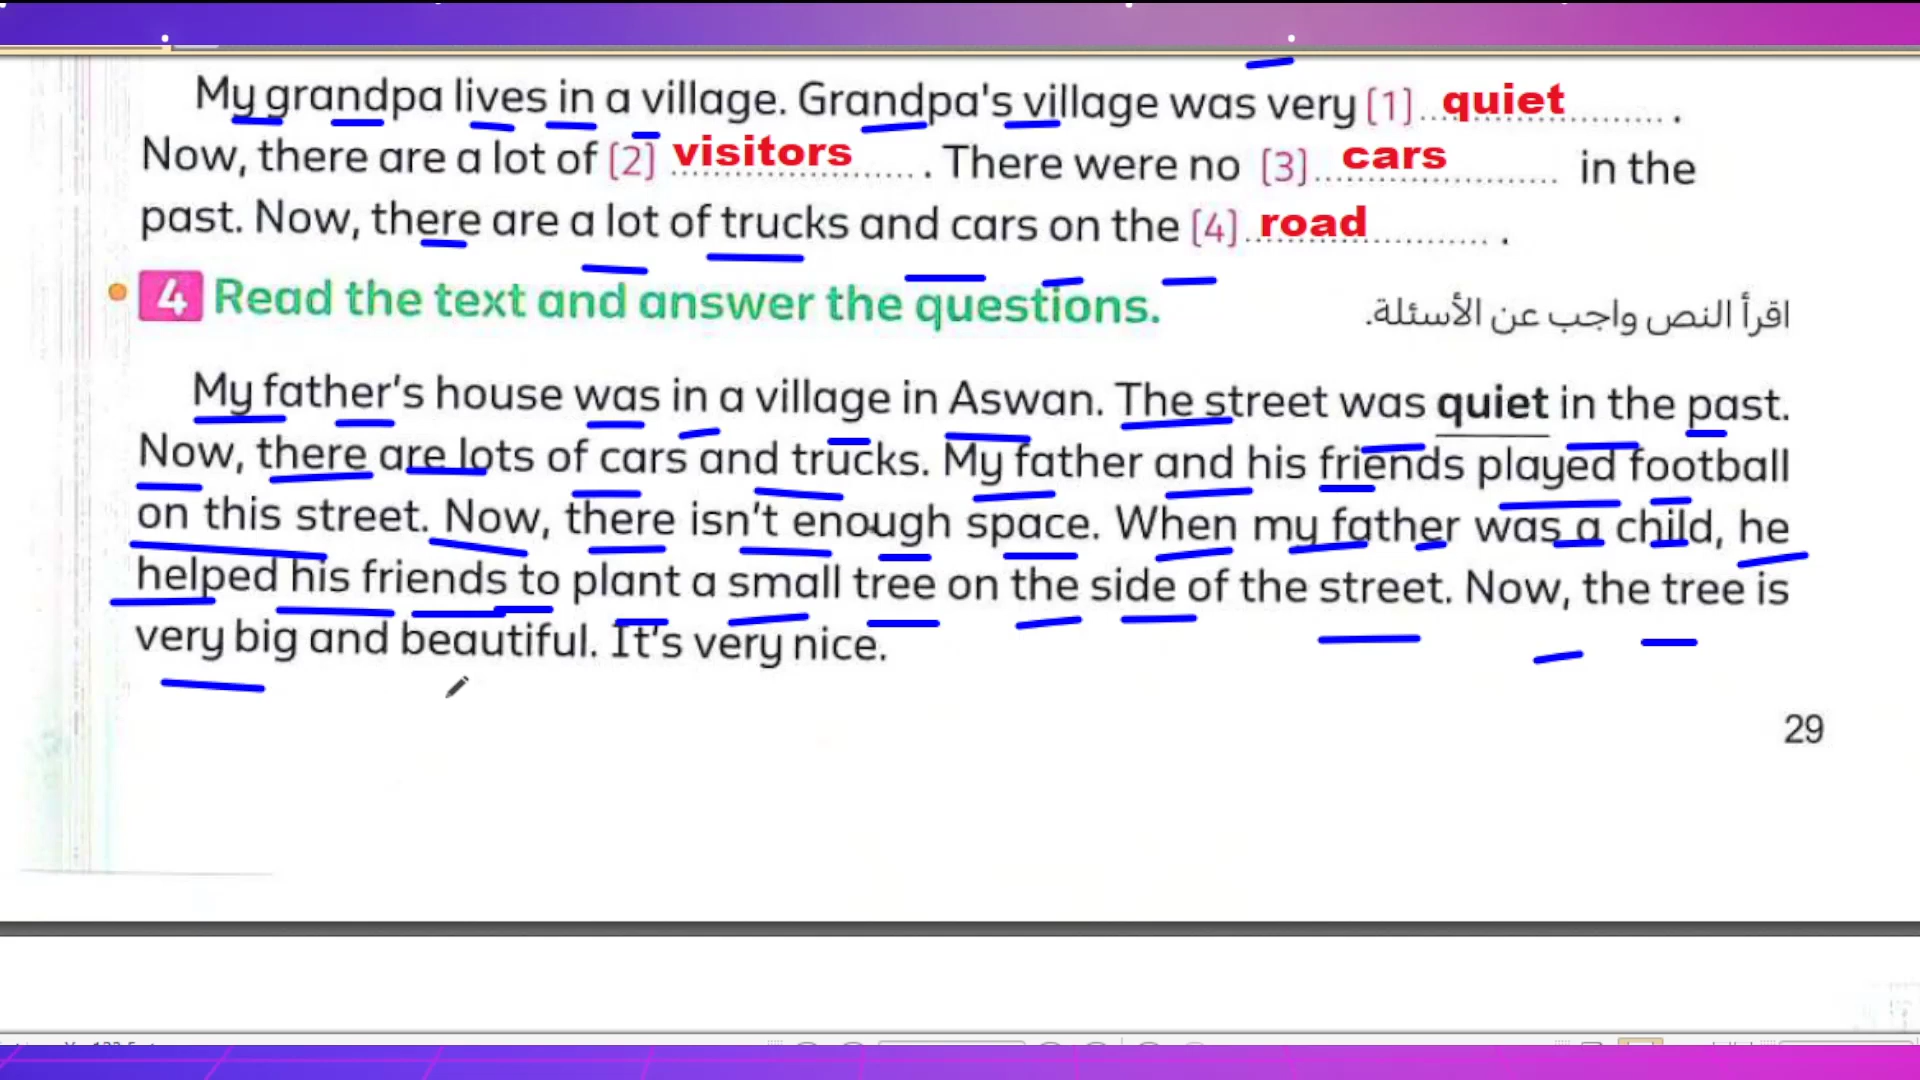 My grandpa lives in a village. Grandpa's village was very [1] quiet .
Now, there are a lot of [2] visitors . There were no [3] cars in the
past. Now, there are a lot of trucks and cars on the [4] road .
4 Read the text and answer the questions. اقرأ النص واجب عن الأسئلة.
My father's house was in a village in Aswan. The street was quiet in the past.
Now, there are lots of cars and trucks. My father and his friends played football
on this street. Now, there isn't enough space. When my father was a child, he
helped his friends to plant a small tree on the side of the street. Now, the tree is
very big and beautiful. It's very nice.
29